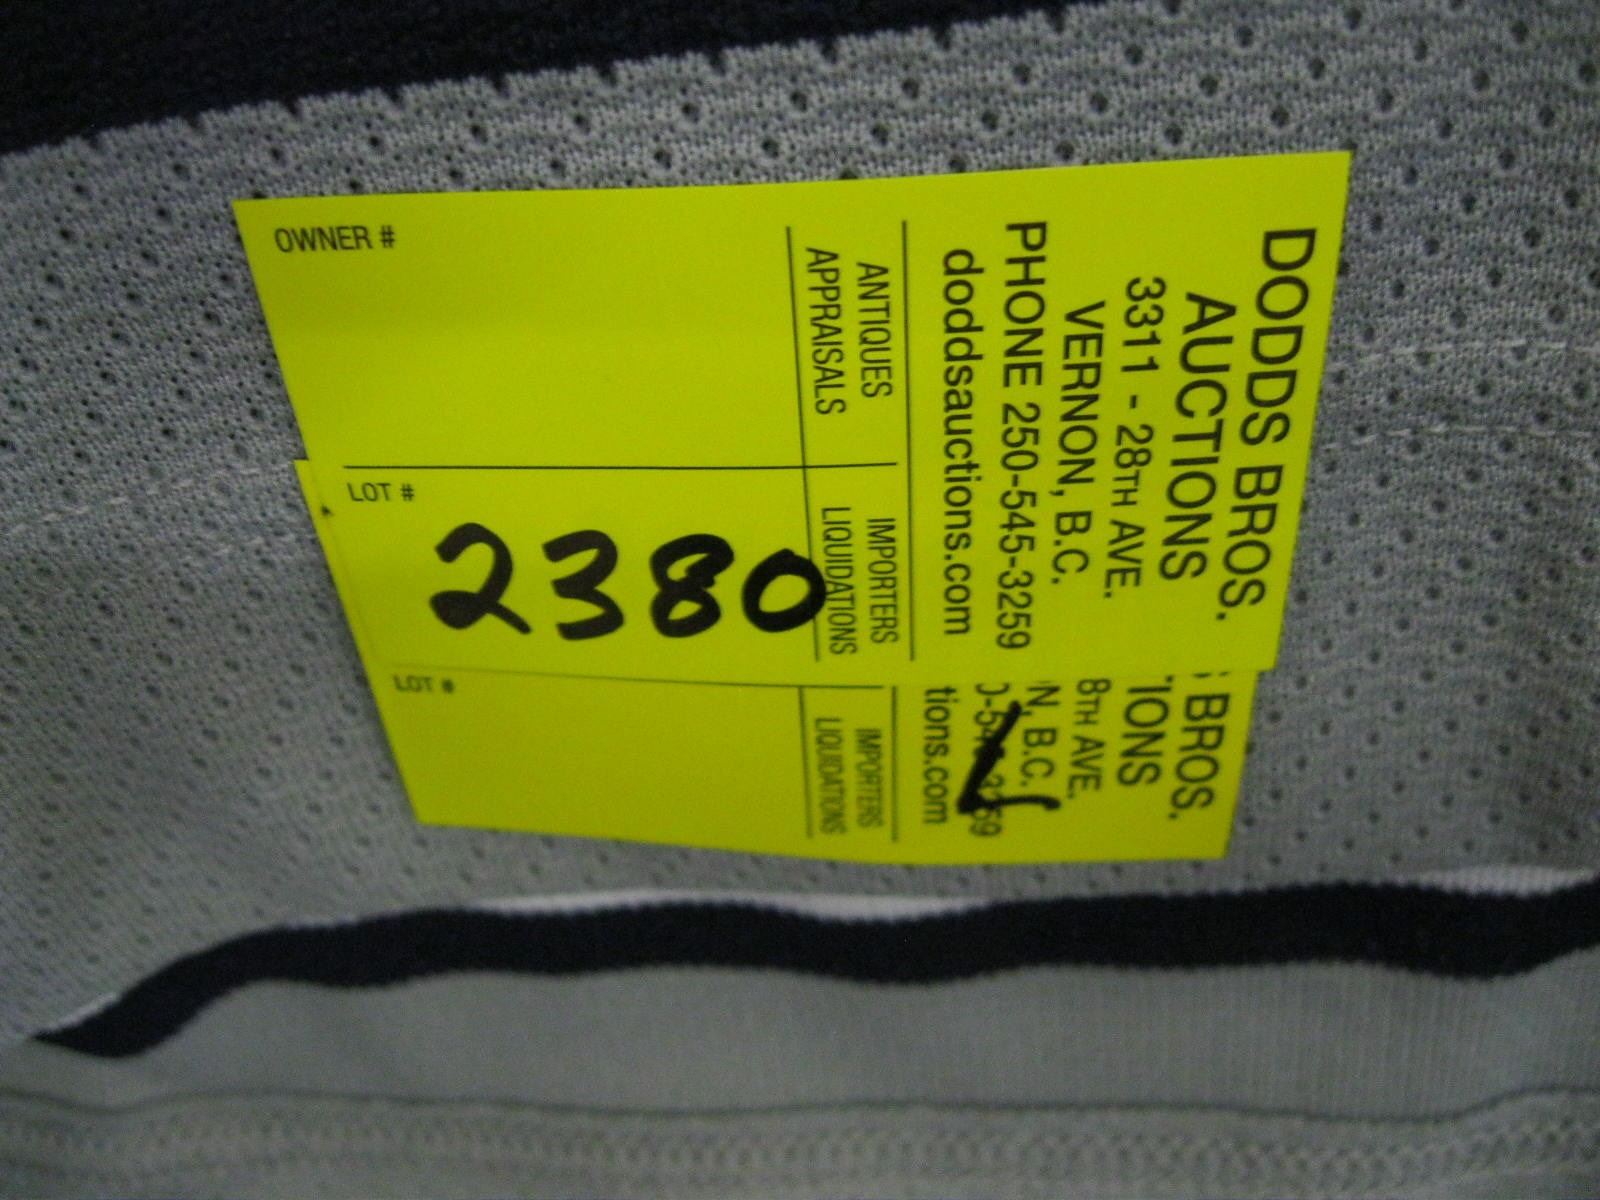 DODDS BROS.
AUCTIONS
3311 - 28TH AVE.
VERNON, B.C.
PHONE 250-545-3259
doddsauctions.com
ANTIQUES
APPRAISALS
IMPORTERS
LIQUIDATIONS
OWNER #
LOT #
2380
BROS.
IONS
8TH AVE.
N, B.C.
tions.com
IMPORTERS
LIQUIDATIONS
LOT #